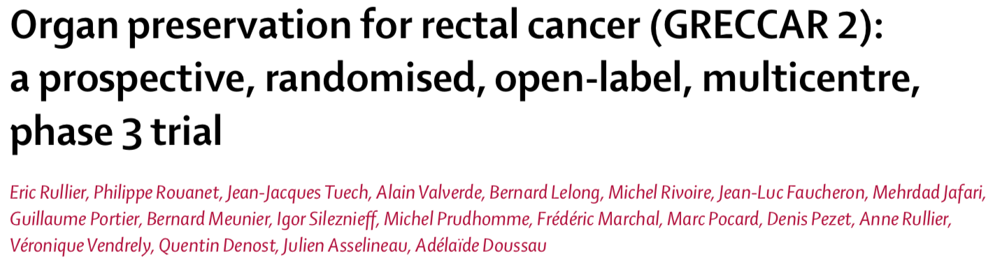 Organ preservation for rectal cancer (GRECCAR 2):
a prospective, randomised, open-label, multicentre,
phase 3 trial
Eric Rullier, Philippe Rouanet, Jean-Jacques Tuech, Alain Valverde, Bernard Lelong, Michel Rivoire, Jean-Luc Faucheron, Mehrdad Jafari,
Guillaume Portier, Bernard Meunier, Igor Sileznieff, Michel Prudhomme, Frédéric Marchal, Marc Pocard, Denis Pezet, Anne Rullier,
Véronique Vendrely, Quentin Denost, Julien Asselineau, Adélaïde Doussau